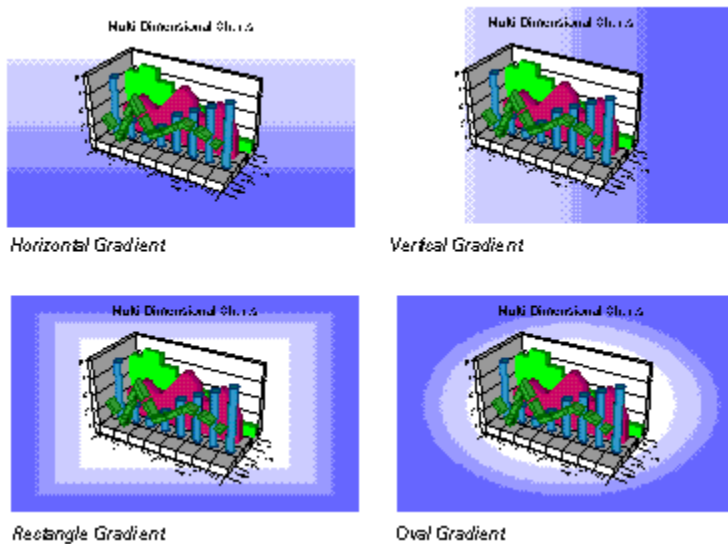 Multi Dimensional Charts
Multi Dimensional Charts
Horizontal Gradient
Vertical Gradient
Multi Dimensional Charts
Multi Dimensional Charts
Rectangle Gradient
Oval Gradient